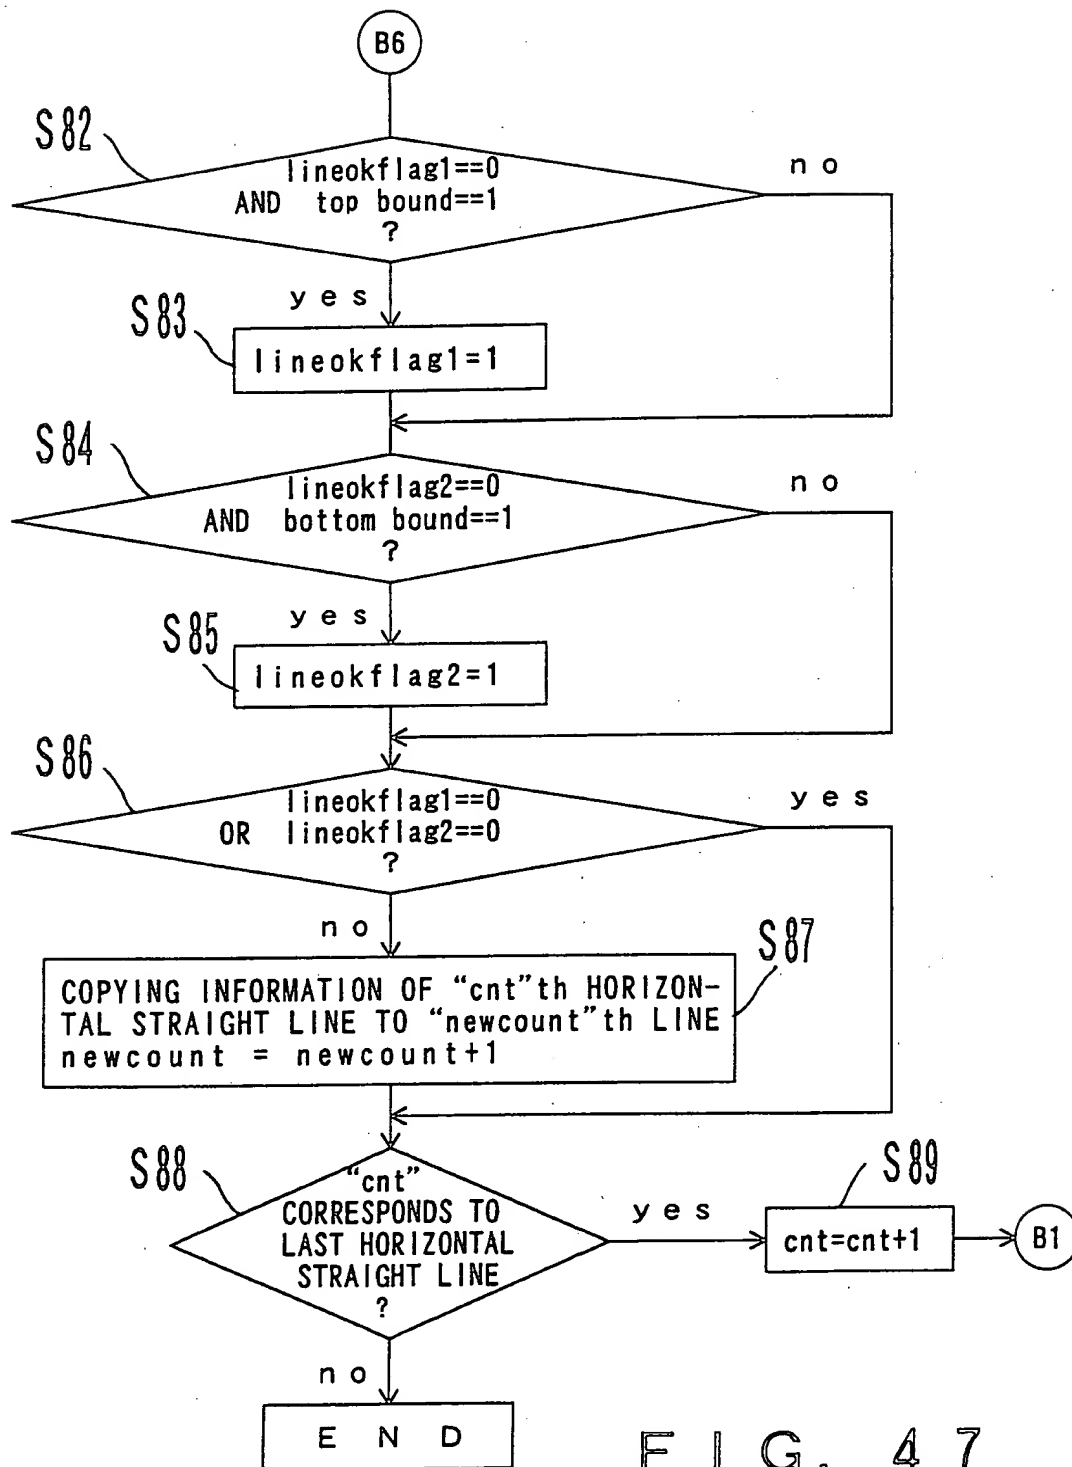 B6
S82
lineokflag1==0
AND top bound==1
?
no
yes
S83
lineokflag1=1
S84
lineokflag2==0
AND bottom bound==1
?
no
yes
S85
lineokflag2=1
S86
lineokflag1==0
OR lineokflag2==0
?
yes
no
S87
COPYING INFORMATION OF “cnt”th HORIZON-
TAL STRAIGHT LINE TO “newcount”th LINE
newcount = newcount+1
S88
“cnt”
CORRESPONDS TO
LAST HORIZONTAL
STRAIGHT LINE
?
yes
S89
cnt=cnt+1
B1
no
END
FIG. 47